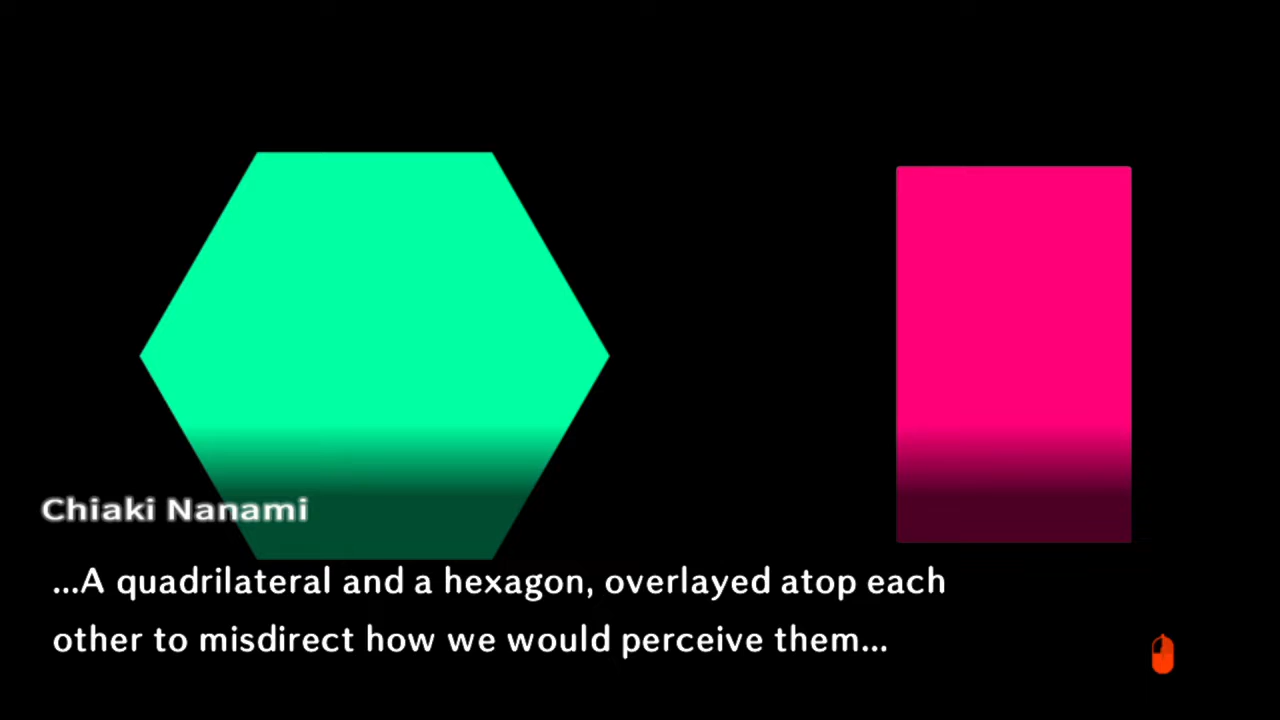 Chiaki Nanami
...A quadrilateral and a hexagon, overlayed atop each
other to misdirect how we would perceive them...